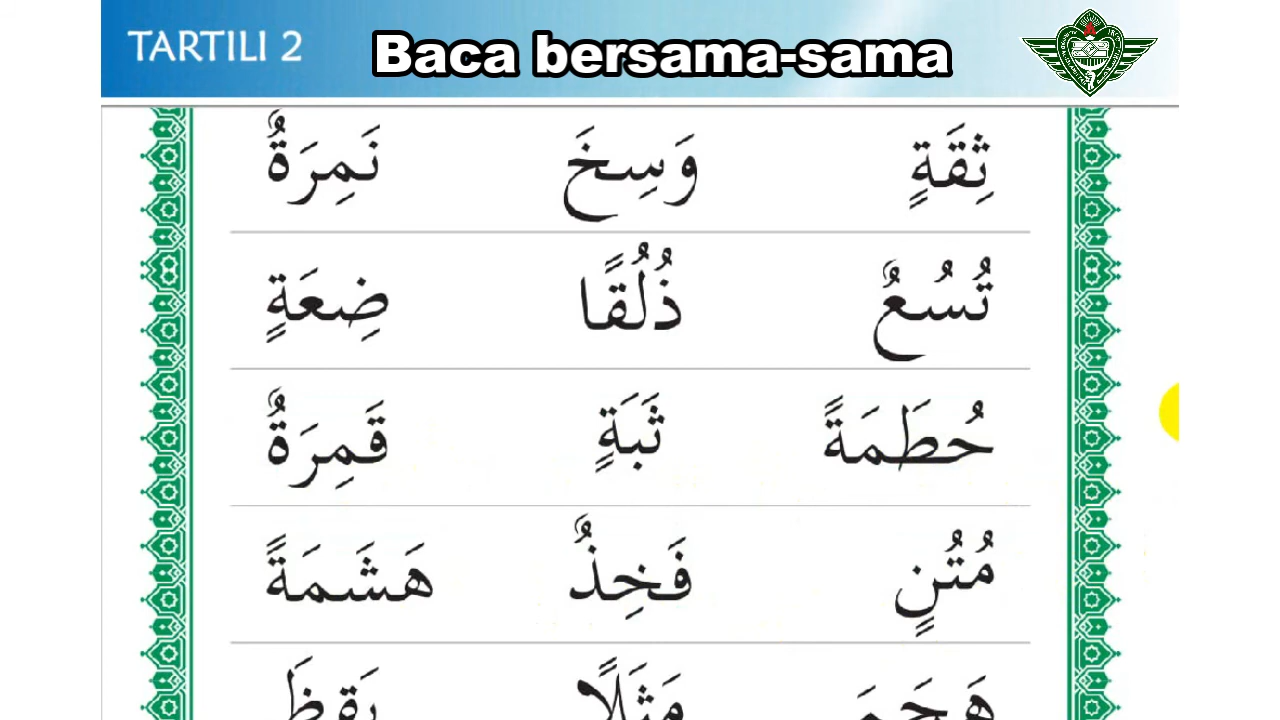 TARTILI 2 Baca bersama-sama
ثِقَةٍ وَسِخَ نَمِرَةٌ
تُسُعٌ ذُلُقًا ضِعَةٍ
حُطَمَةً ثَبَةٍ قَمِرَةٌ
مُتُنٍ فَخِذٌ هَشَمَةً
هَجَمَ مَثَلًا يَقِظَ